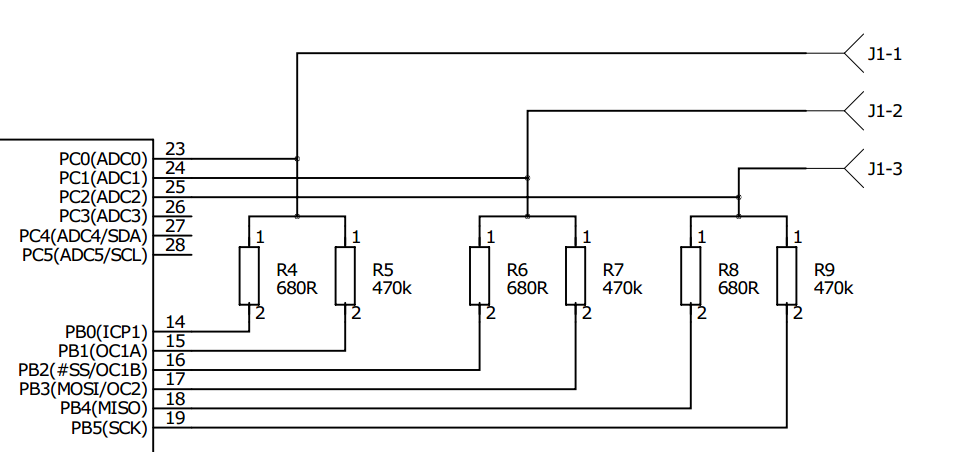 J1-1
J1-2
J1-3
PC0(ADC0) 23
PC1(ADC1) 24
PC2(ADC2) 25
PC3(ADC3) 26
PC4(ADC4/SDA) 27
PC5(ADC5/SCL) 28
1 1 1 1 1 1
R4 R5 R6 R7 R8 R9
680R 470k 680R 470k 680R 470k
2 2 2 2 2 2
PB0(ICP1) 14
PB1(OC1A) 15
PB2(#SS/OC1B) 16
PB3(MOSI/OC2) 17
PB4(MISO) 18
PB5(SCK) 19